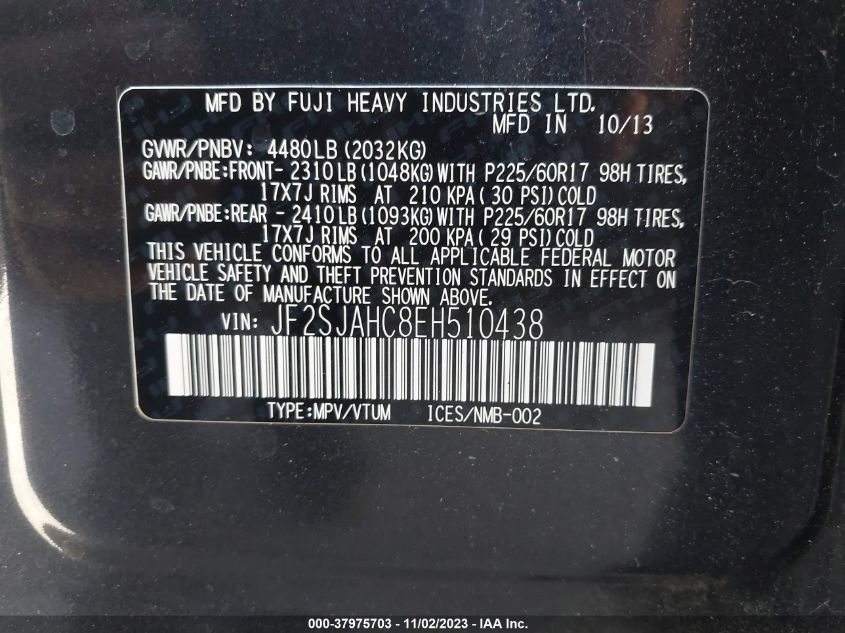 MFD BY FUJI HEAVY INDUSTRIES LTD.
MFD IN 10/13
GVWR/PNBV: 4480LB (2032KG)
GAWR/PNBE:FRONT- 2310LB (1048KG) WITH P225/60R17 98H TIRES,
17X7J RIMS AT 210 KPA ( 30 PSI) COLD
GAWR/PNBE:REAR - 2410LB (1093KG) WITH P225/60R17 98H TIRES,
17X7J RIMS AT 200 KPA ( 29 PSI) COLD
THIS VEHICLE CONFORMS TO ALL APPLICABLE FEDERAL MOTOR
VEHICLE SAFETY AND THEFT PREVENTION STANDARDS IN EFFECT ON
THE DATE OF MANUFACTURE SHOWN ABOVE.
VIN: JF2SJAHC8EH510438
TYPE:MPV/VTUM ICES/NMB-002
000-37975703 - 11/02/2023 - IAA Inc.